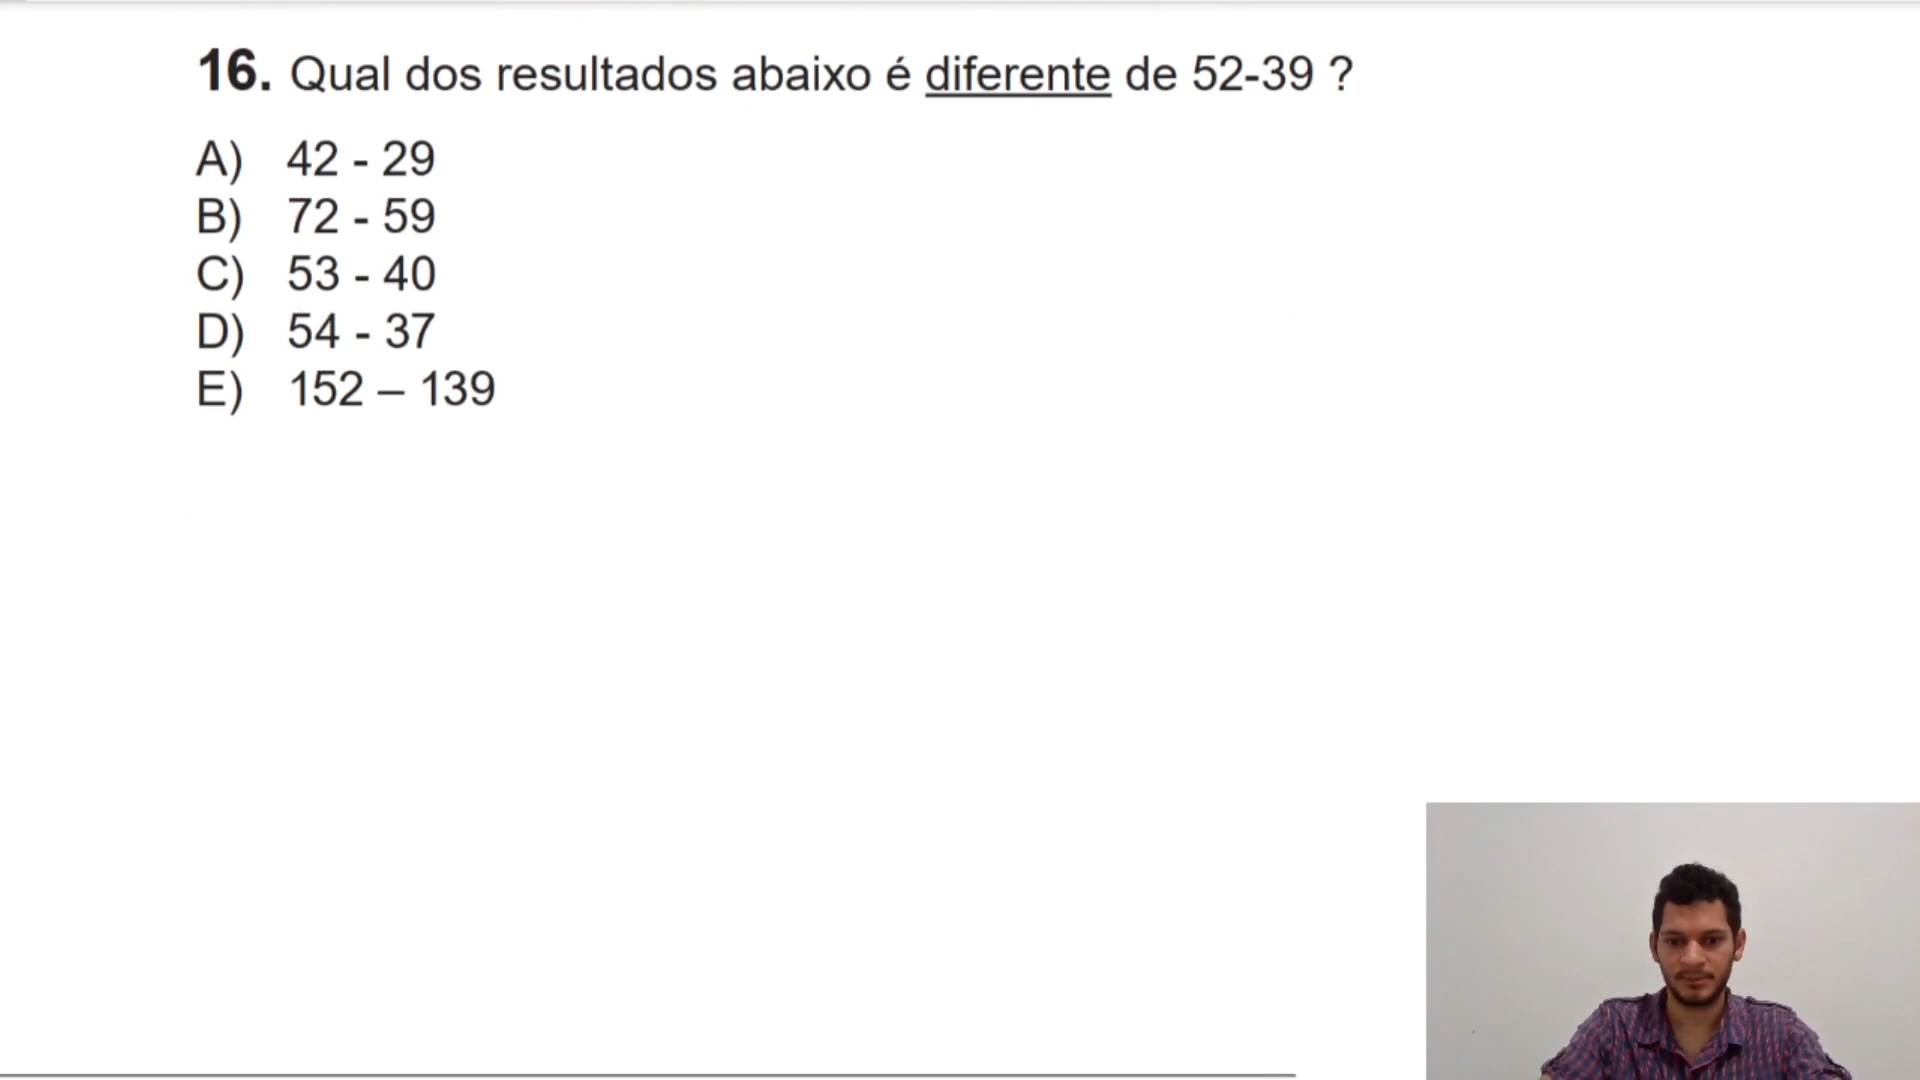 16. Qual dos resultados abaixo é diferente de 52-39 ?
A) 42 - 29
B) 72 - 59
C) 53 - 40
D) 54 - 37
E) 152 – 139